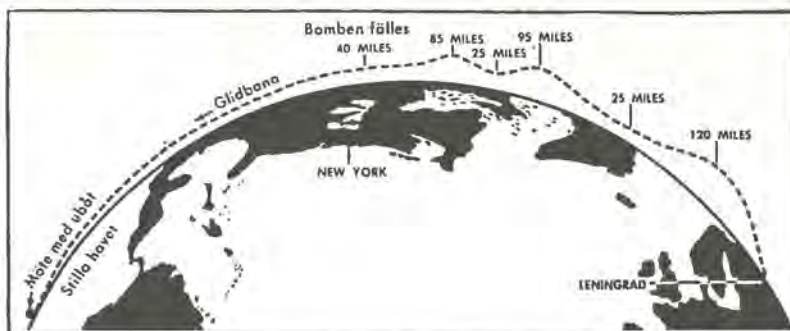 Bomben fälles
40 MILES
85 MILES
25 MILES
95 MILES
25 MILES
120 MILES
Glidbana
Möte med ubåt
Stilla havet
NEW YORK
LENINGRAD